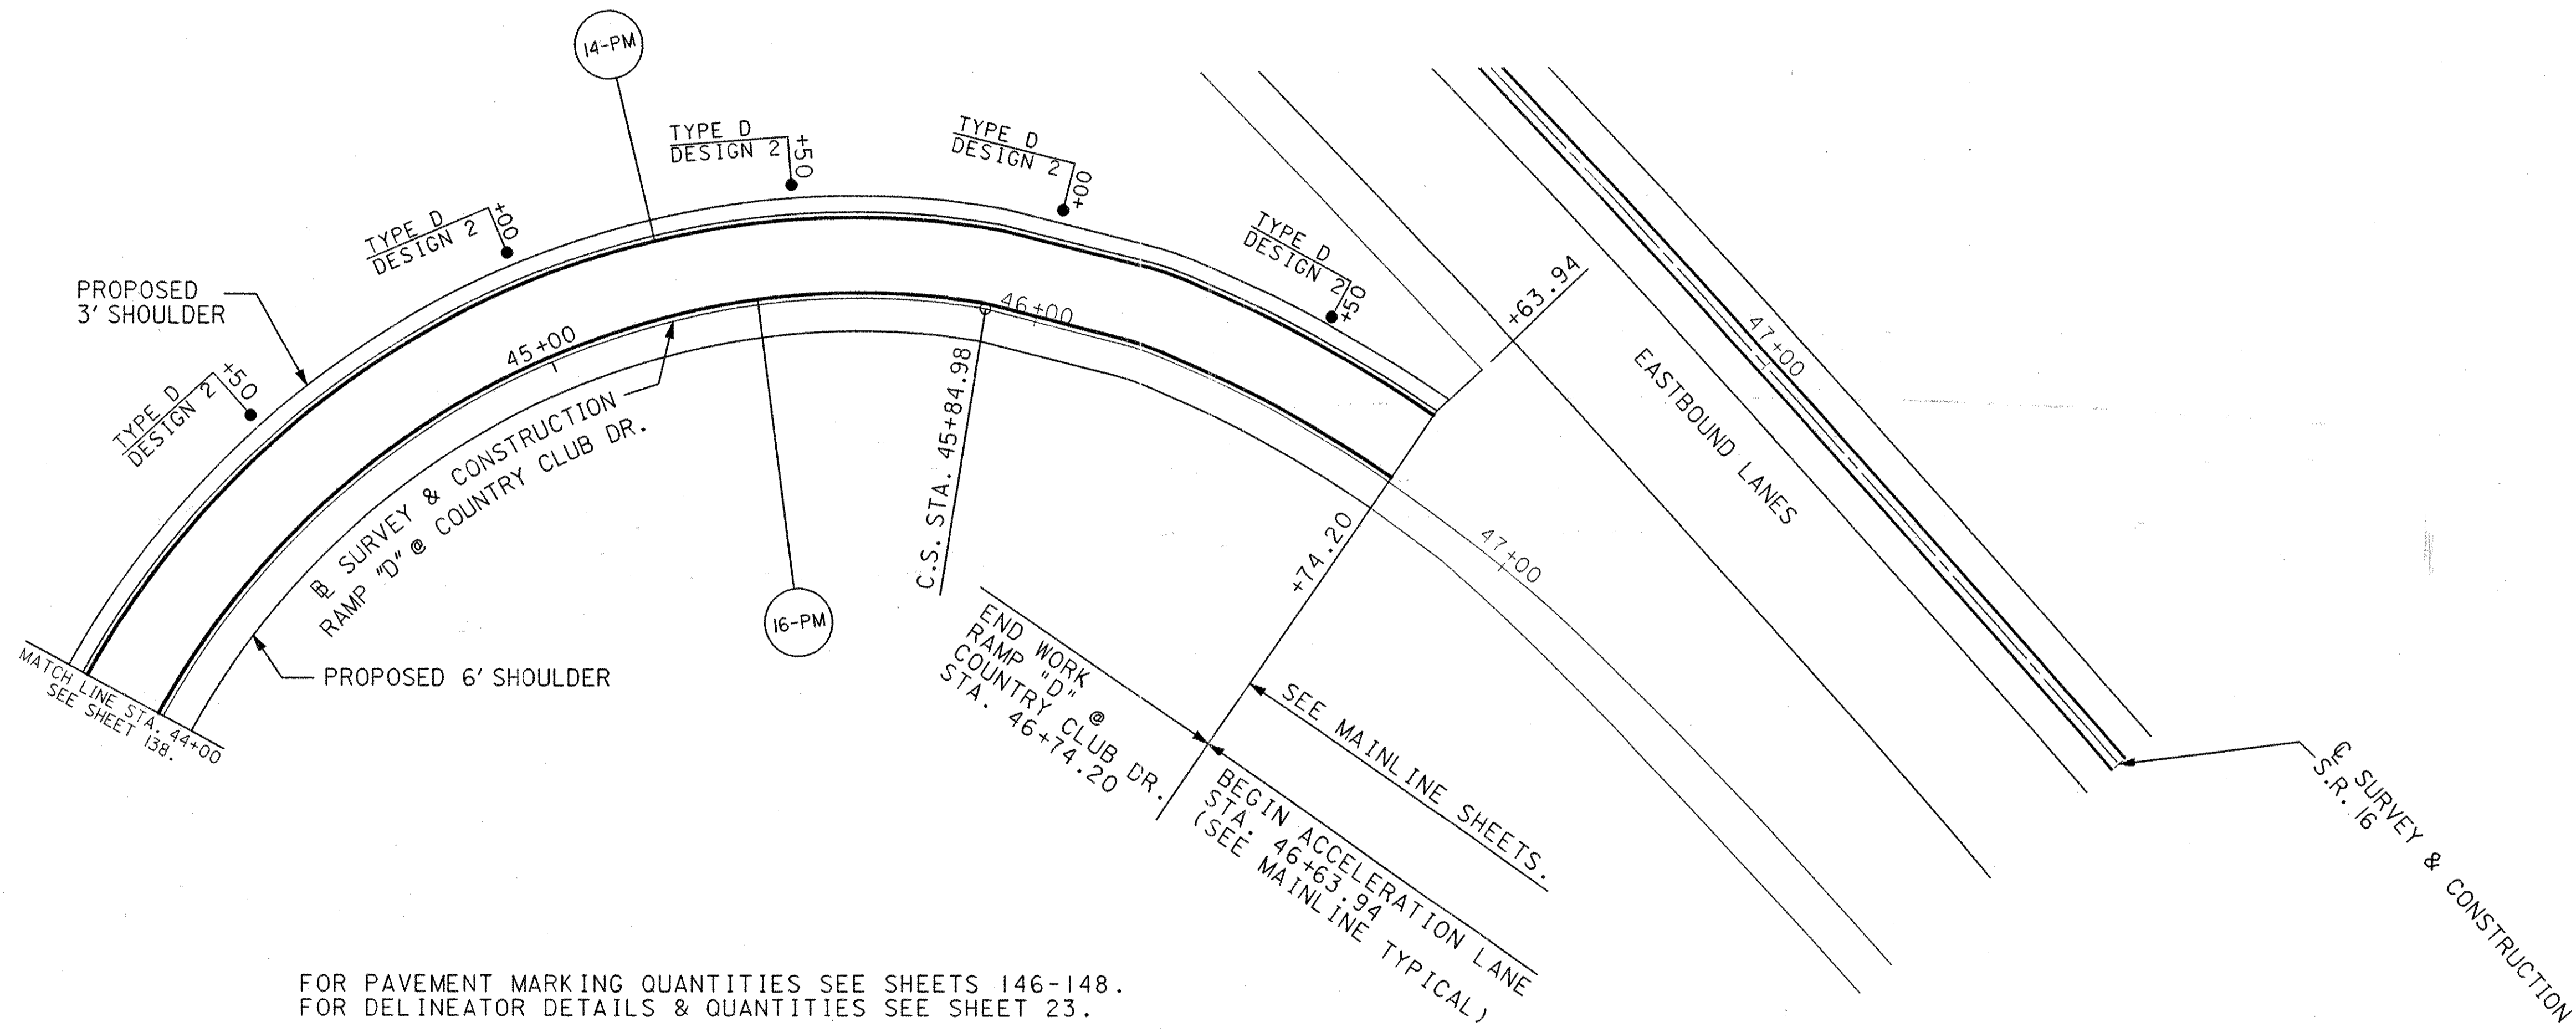 14-PM
TYPE D
DESIGN 2
+50
TYPE D
DESIGN 2
+00
TYPE D
DESIGN 2
+00
TYPE D
DESIGN 2
+50
TYPE D
DESIGN 2
+50
PROPOSED
3' SHOULDER
+63.94
47+00
EASTBOUND LANES
45+00
46+00
℄ SURVEY & CONSTRUCTION
S.R. 16
SURVEY & CONSTRUCTION
RAMP "D" @ COUNTRY CLUB DR.
C.S. STA. 45+84.98
16-PM
+74.20
47+00
PROPOSED 6' SHOULDER
MATCH LINE STA. 44+00
SEE SHEET 138.
END WORK
RAMP "D" @
COUNTRY CLUB DR.
STA. 46+74.20
SEE MAINLINE SHEETS.
BEGIN ACCELERATION LANE
STA. 46+63.94
(SEE MAINLINE TYPICAL)
FOR PAVEMENT MARKING QUANTITIES SEE SHEETS 146-148.
FOR DELINEATOR DETAILS & QUANTITIES SEE SHEET 23.